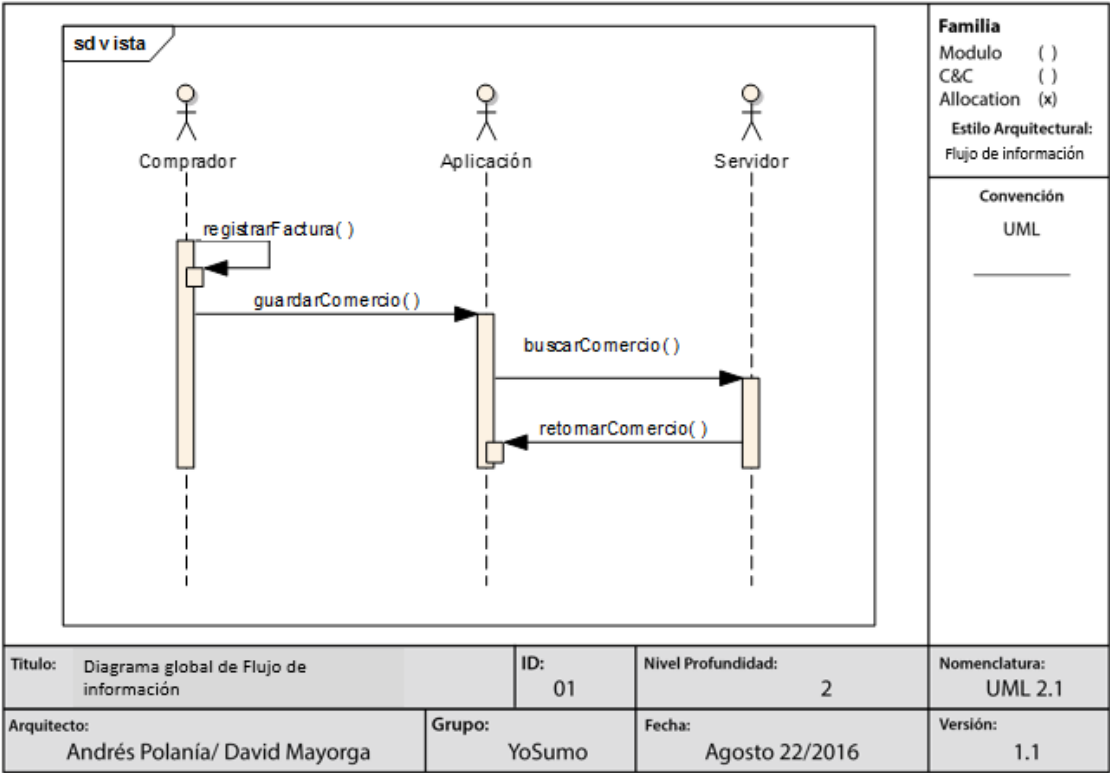 sd vista
Comprador
Aplicación
Servidor
registrarFactura( )
guardarComercio( )
buscarComercio( )
retornarComercio( )
Familia
Modulo ( )
C&C ( )
Allocation (x)
Estilo Arquitectural:
Flujo de información
Convención
UML
Titulo: Diagrama global de Flujo de
información
ID:
01
Nivel Profundidad:
2
Nomenclatura:
UML 2.1
Arquitecto:
Andrés Polanía/ David Mayorga
Grupo:
YoSumo
Fecha:
Agosto 22/2016
Versión:
1.1